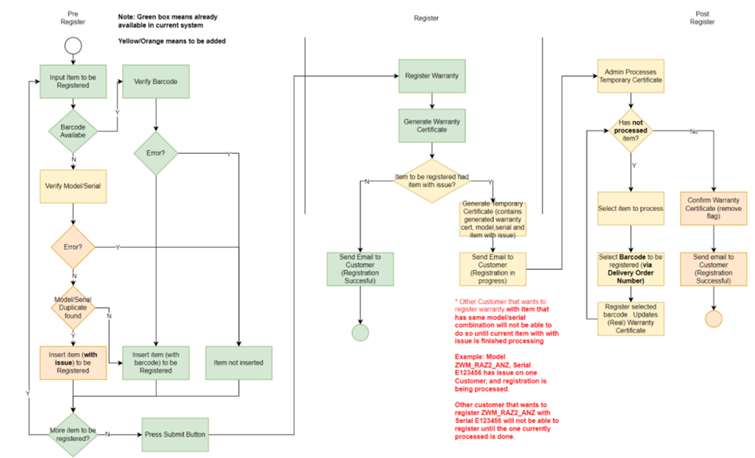 Pre
Register
Note: Green box means already
available in current system
Yellow/Orange means to be added
Register
Post
Register
Input Item to be
Registered
Verify Barcode
Y
Barcode
Availabe
N
Error?
Y
Verify Model/Serial
Error?
Y
N
Model/Serial
Duplicate
found
N
Y
Insert item (with
issue) to be
Registered
Insert item (with
barcode) to be
Registered
Item not inserted
Y
More item to be
registered?
N
Press Submit Button
Register Warranty
Generate Warranty
Certificate
Item to be registered had
item with issue?
N
Y
Generate Temporary
Certificate (contains
generated warranty
cert, model,serial and
item with issue)
Send Email to
Customer
(Registration
Succesful)
Send Email to
Customer
(Registration in
progress)
* Other Customer that wants to
register warranty with item that
has same model/serial
combination will not be able to
do so until current item with with
issue is finished processing
Example: Model
ZWM_RAZ2_ANZ, Serial
E123456 has issue on one
Customer, and registration is
being processed.
Other customer that wants to
register ZWM_RAZ2_ANZ with
Serial E123456 will not be able to
register until the one currently
processed is done.
Admin Processes
Temporary Certificate
Has not
processed
item?
No
Y
Select item to process
Confirm Warranty
Certificate (remove
flag)
Select Barcode to be
registered (via
Delivery Order
Number)
Send email to
Customer
(Registration
Successful)
Register selected
barcode . Updates
(Real) Warranty
Certificate